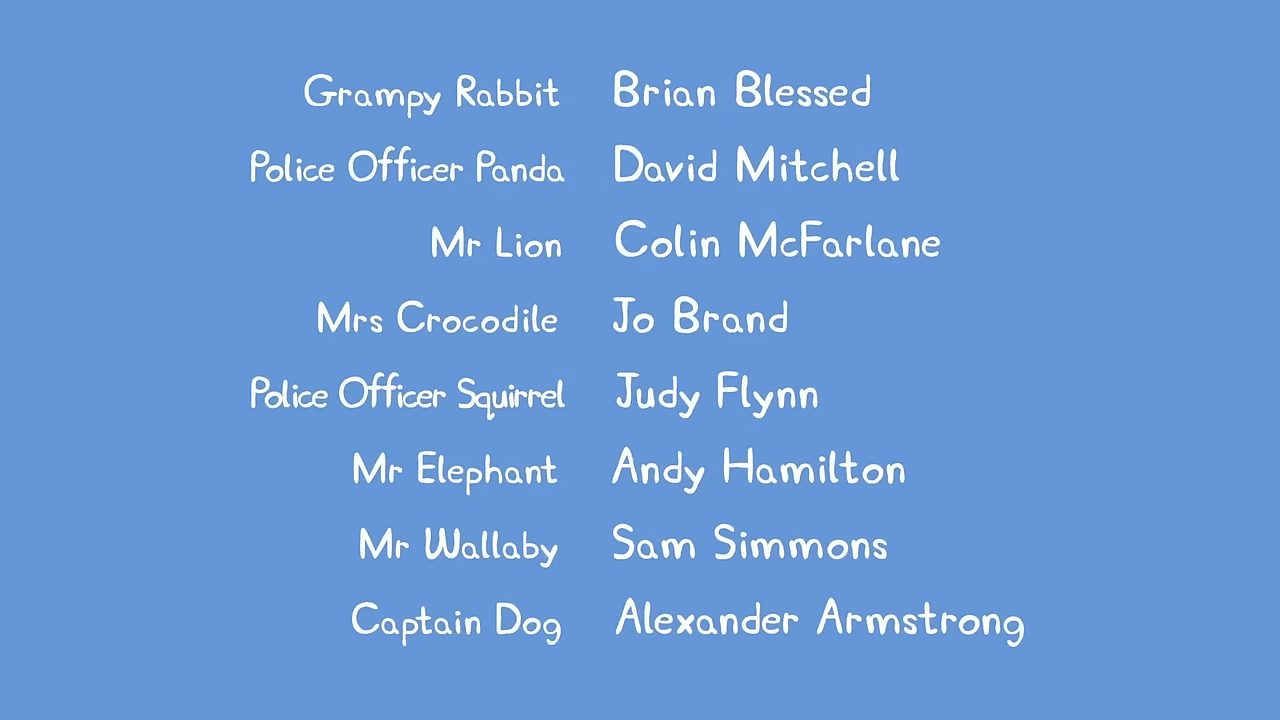 Grampy Rabbit Brian Blessed
Police Officer Panda David Mitchell
Mr Lion Colin McFarlane
Mrs Crocodile Jo Brand
Police Officer Squirrel Judy Flynn
Mr Elephant Andy Hamilton
Mr Wallaby Sam Simmons
Captain Dog Alexander Armstrong